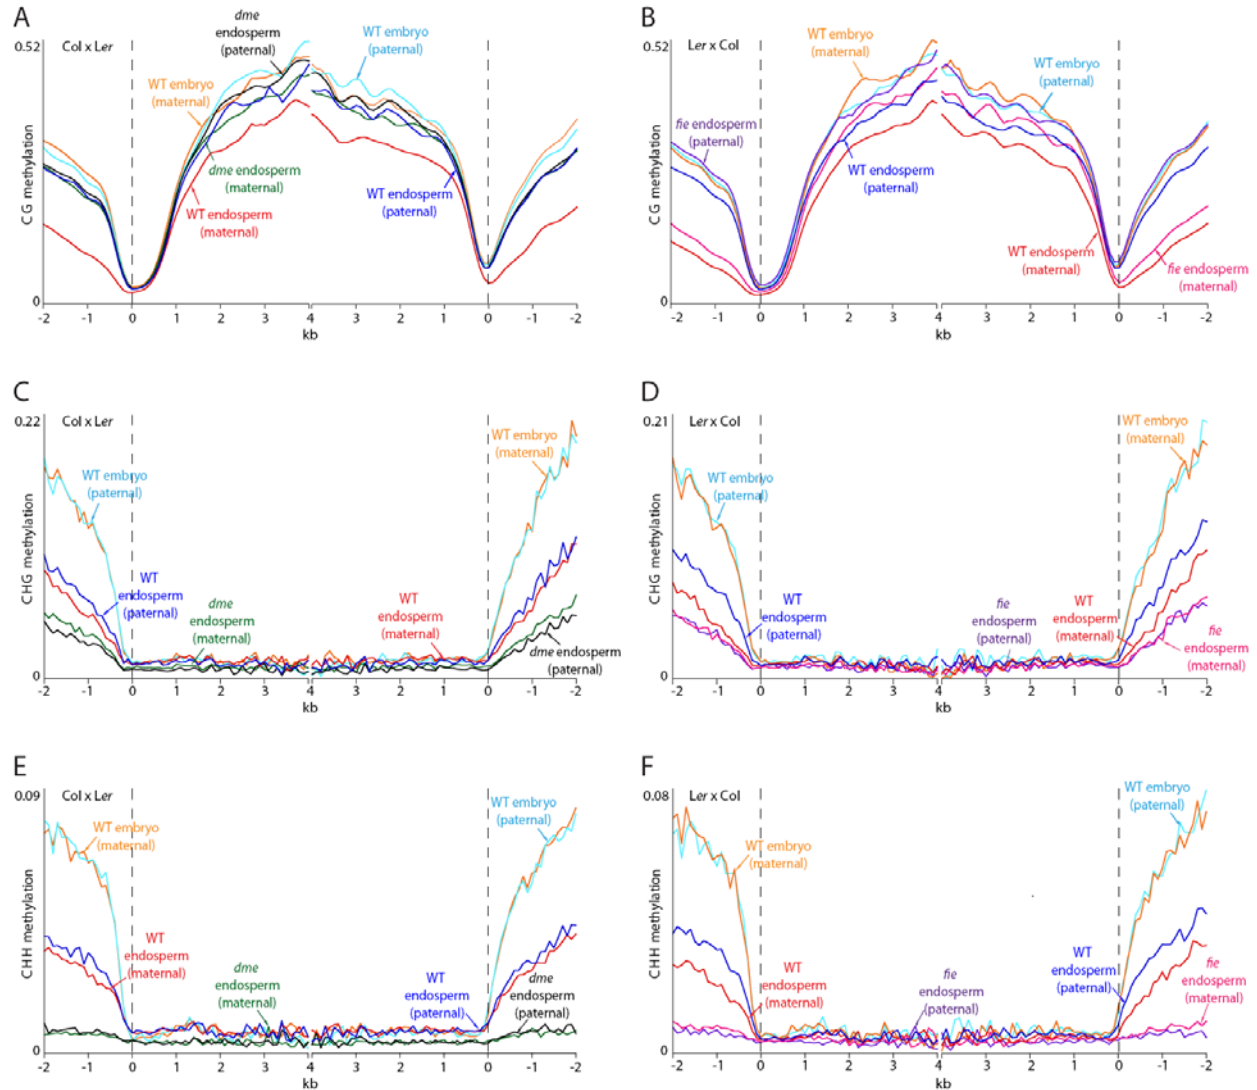 A
Col x Ler
0.52
CG methylation
0
dme
endosperm
(paternal)
WT embryo
(paternal)
WT embryo
(maternal)
dme endosperm
(maternal)
WT endosperm
(maternal)
WT endosperm
(paternal)
-2 -1 0 1 2 3 4 3 2 1 0 -1 -2
kb
B
Ler x Col
0.52
CG methylation
0
WT embryo
(maternal)
WT embryo
(paternal)
fie endosperm
(paternal)
WT endosperm
(paternal)
WT endosperm
(maternal)
fie endosperm
(maternal)
-2 -1 0 1 2 3 4 3 2 1 0 -1 -2
kb
C
Col x Ler
0.22
CHG methylation
0
WT embryo
(paternal)
WT embryo
(maternal)
WT
endosperm
(paternal)
dme
endosperm
(maternal)
WT
endosperm
(maternal)
dme endosperm
(paternal)
-2 -1 0 1 2 3 4 3 2 1 0 -1 -2
kb
D
Ler x Col
0.21
CHG methylation
0
WT embryo
(paternal)
WT embryo
(maternal)
WT
endosperm
(paternal)
fie
endosperm
(paternal)
WT
endosperm
(maternal)
fie
endosperm
(maternal)
-2 -1 0 1 2 3 4 3 2 1 0 -1 -2
kb
E
Col x Ler
0.09
CHH methylation
0
WT embryo
(maternal)
WT embryo
(paternal)
WT
endosperm
(maternal)
dme
endosperm
(maternal)
WT
endosperm
(paternal)
dme
endosperm
(paternal)
-2 -1 0 1 2 3 4 3 2 1 0 -1 -2
kb
F
Ler x Col
0.08
CHH methylation
0
WT embryo
(maternal)
WT embryo
(paternal)
WT
endosperm
(maternal)
fie
endosperm
(paternal)
WT
endosperm
(paternal)
fie
endosperm
(maternal)
-2 -1 0 1 2 3 4 3 2 1 0 -1 -2
kb